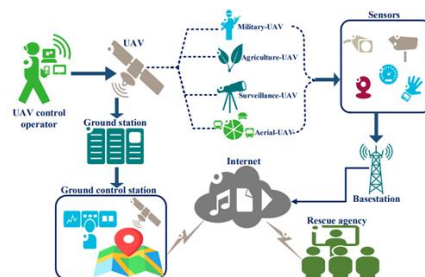 Sensors
UAV
Military-UAV
Agriculture-UAV
Surveillance-UAV
Aerial-UAV
UAV control
operator
Ground station
Internet
Basestation
Ground control station
Rescue agency